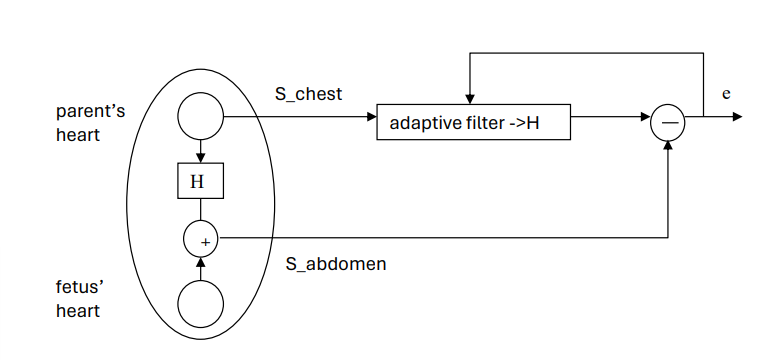 S_chest
e
parent's
heart
adaptive filter ->H
—
H
+
S_abdomen
fetus'
heart